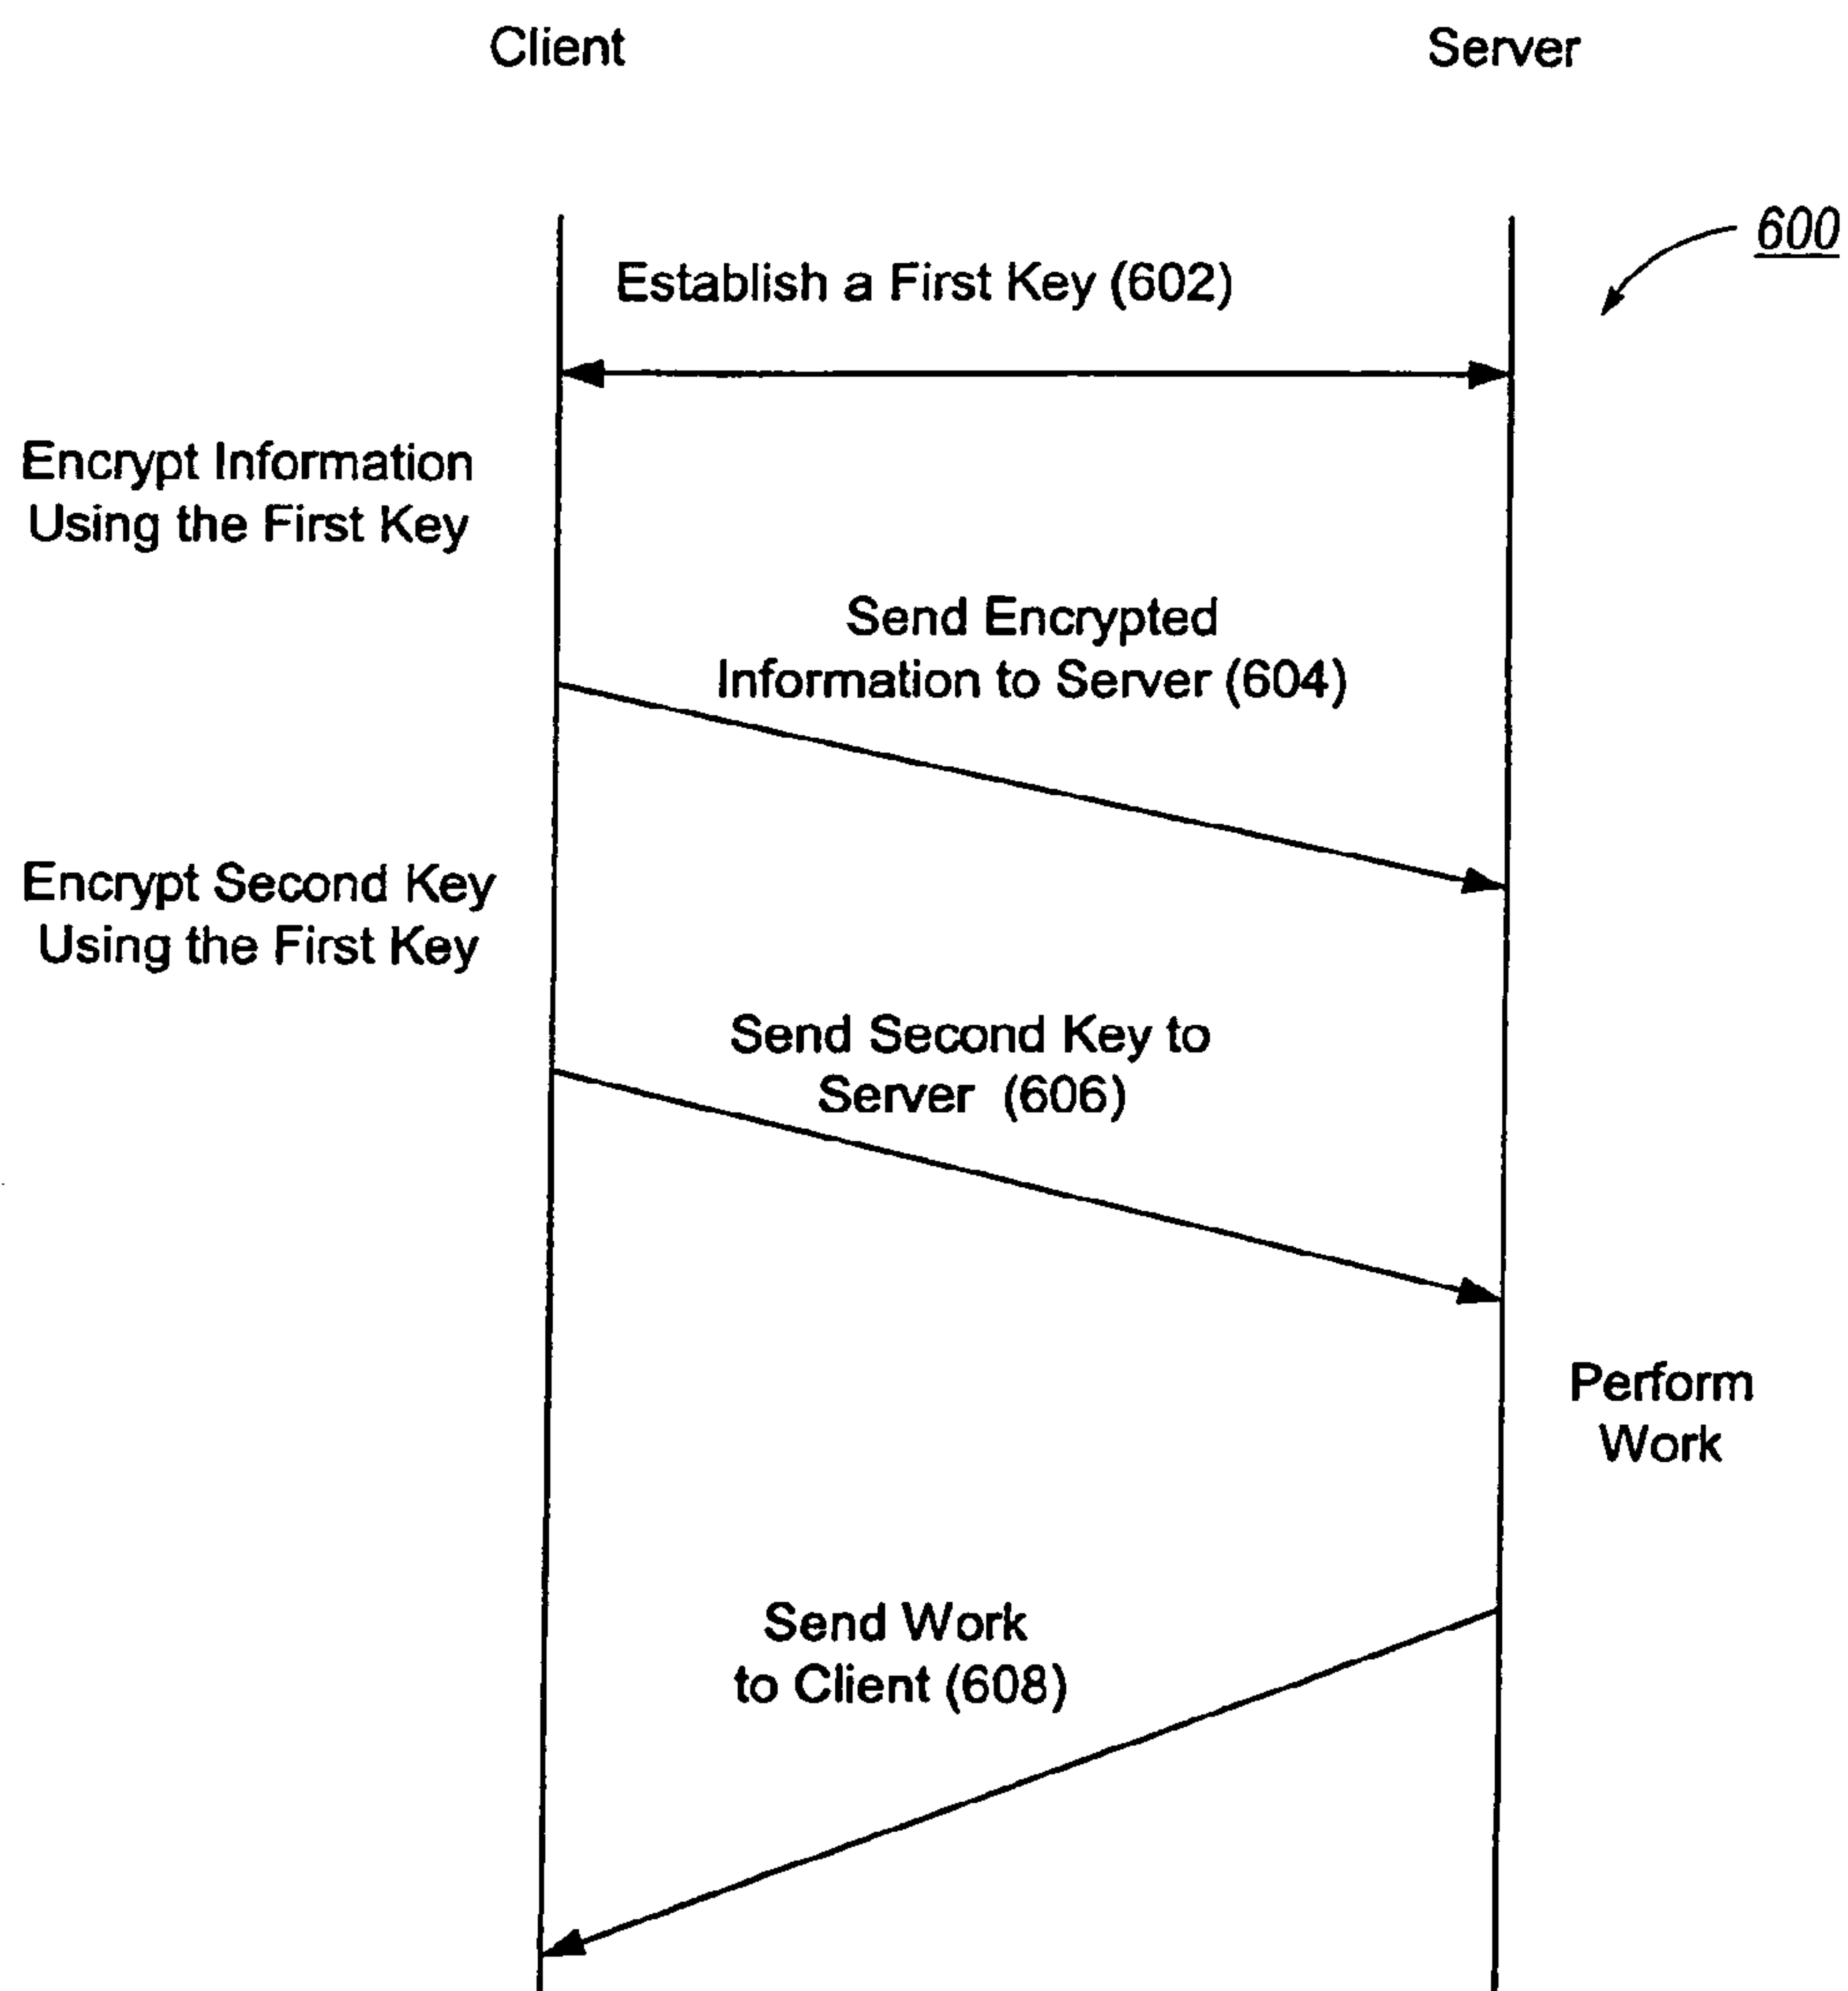 Client
Server
600
Establish a First Key (602)
Encrypt Information
Using the First Key
Send Encrypted
Information to Server (604)
Encrypt Second Key
Using the First Key
Send Second Key to
Server (606)
Perform
Work
Send Work
to Client (608)